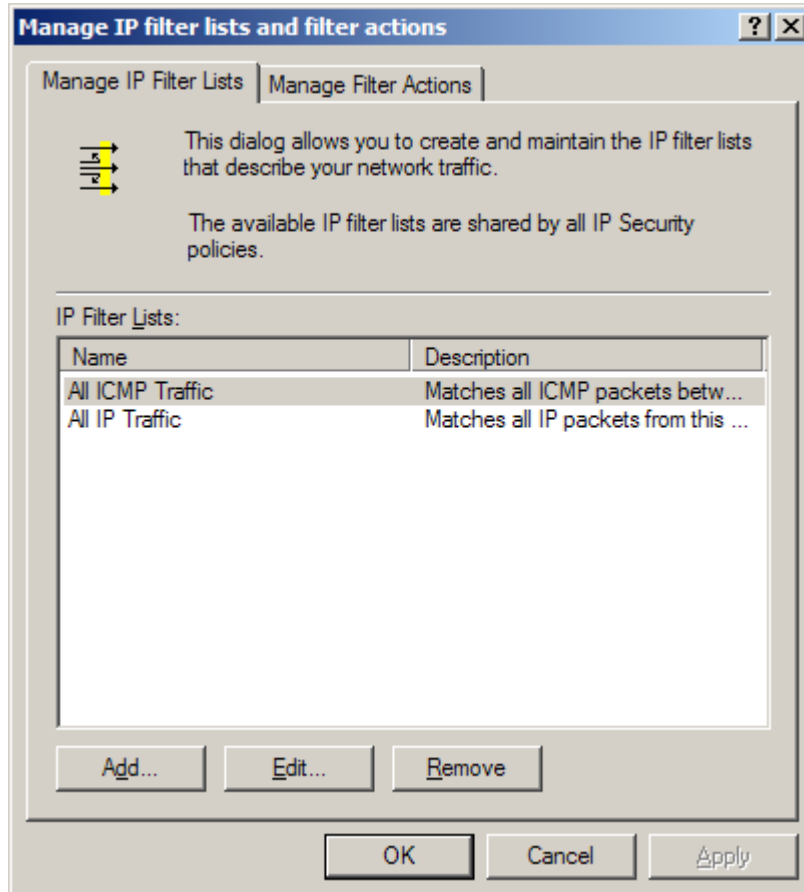 Manage IP filter lists and filter actions
Manage IP Filter Lists
Manage Filter Actions
This dialog allows you to create and maintain the IP filter lists
that describe your network traffic.
The available IP filter lists are shared by all IP Security
policies.
IP Filter Lists:
Name Description
All ICMP Traffic Matches all ICMP packets betw...
All IP Traffic Matches all IP packets from this ...
Add... Edit... Remove
OK Cancel Apply